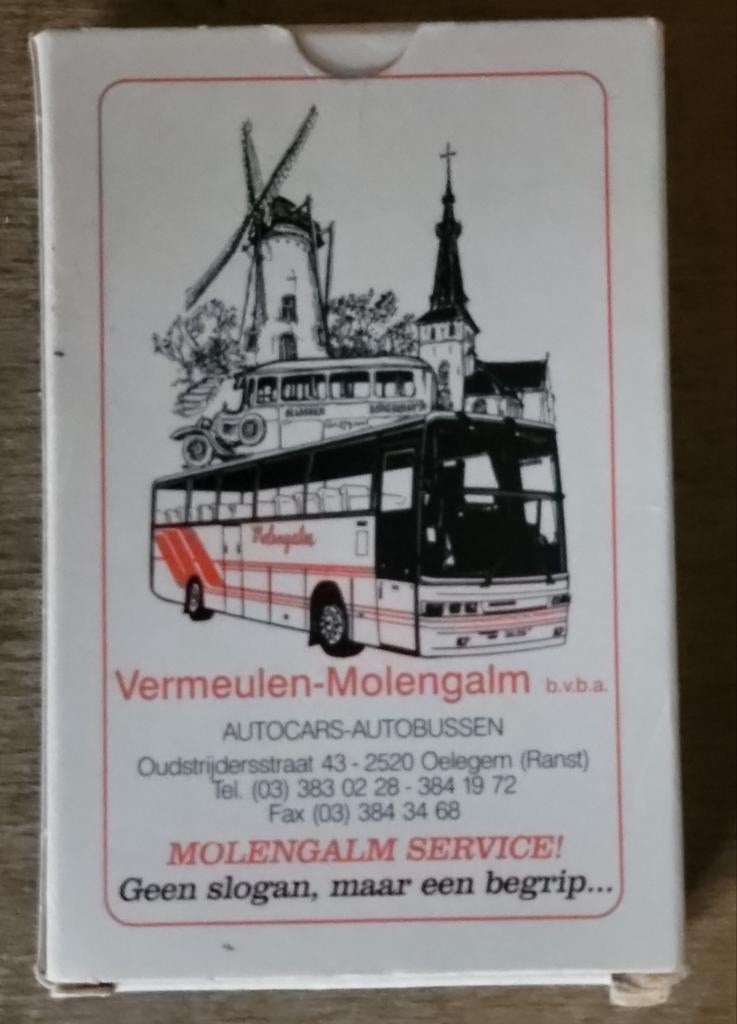 Molengalm
Vermeulen-Molengalm b.v.b.a.
AUTOCARS-AUTOBUSSEN
Oudstrijdersstraat 43 - 2520 Oelegem (Ranst)
Tel. (03) 383 02 28 - 384 19 72
Fax (03) 384 34 68
MOLENGALM SERVICE!
Geen slogan, maar een begrip...